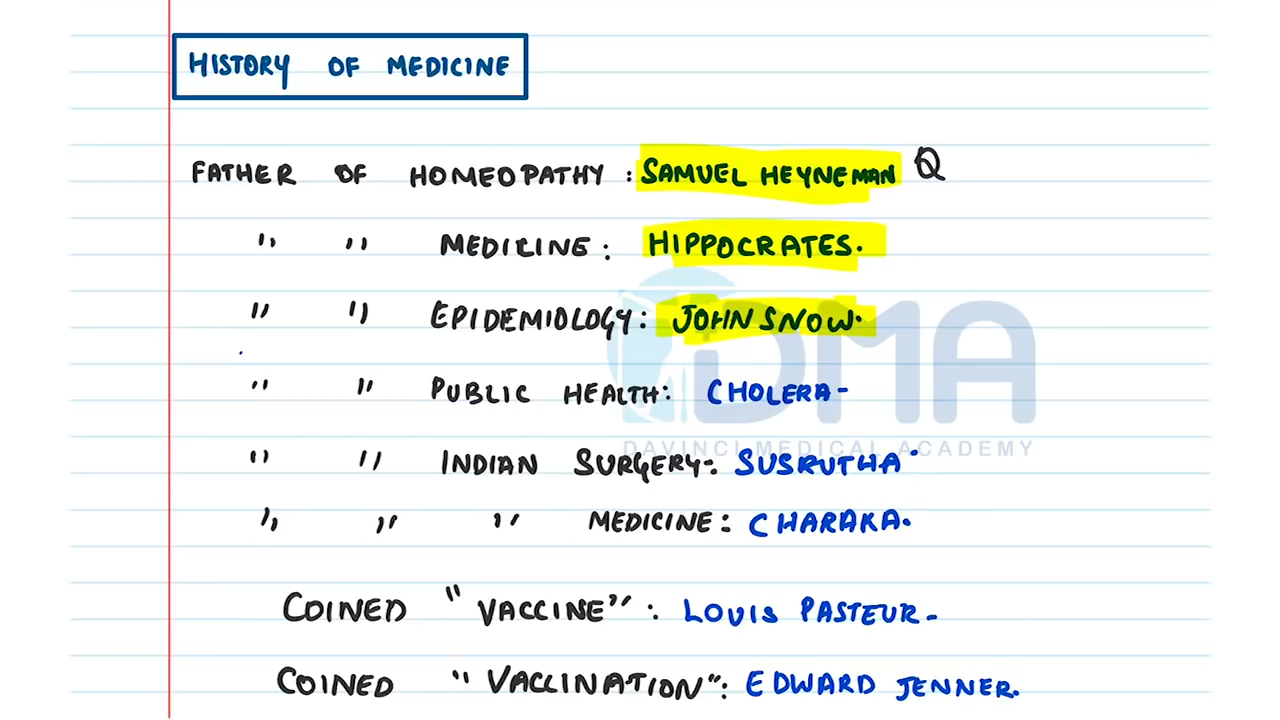 HISTORY OF MEDICINE
FATHER OF HOMEOPATHY : SAMUEL HEYNEMAN Q
" " MEDICINE : HIPPOCRATES.
" " EPIDEMIOLOGY : JOHN SNOW.
" " PUBLIC HEALTH : CHOLERA-
" " INDIAN SURGERY : SUSRUTHA
" " " MEDICINE : CHARAKA.
COINED "VACCINE" : LOUIS PASTEUR-
COINED "VACCINATION" : EDWARD JENNER.
DMA
DAVINCI MEDICAL ACADEMY